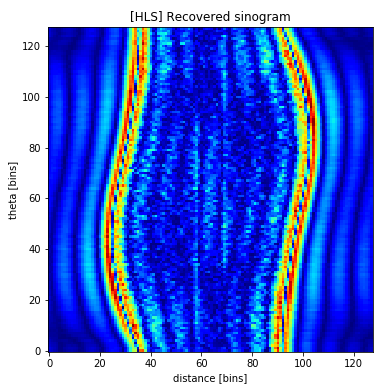 [HLS] Recovered sinogram
theta [bins]
120
100
80
60
40
20
0
0 20 40 60 80 100 120
distance [bins]